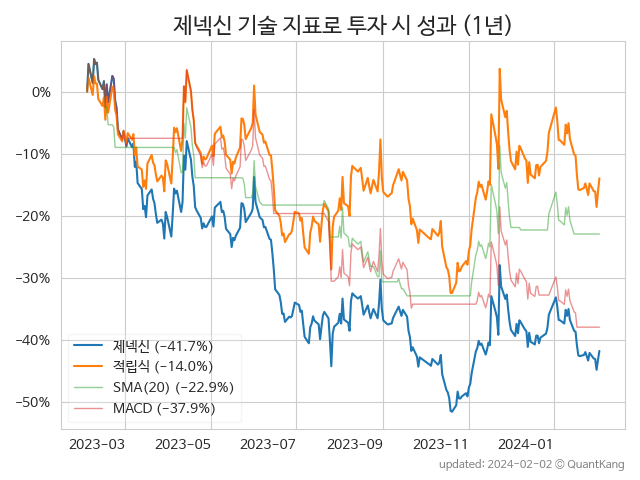 제넥신 기술 지표로 투자 시 성과 (1년)
0%
−10%
−20%
−30%
−40%
−50%
제넥신 (−41.7%)
적립식 (−14.0%)
SMA(20) (−22.9%)
MACD (−37.9%)
2023-03 2023-05 2023-07 2023-09 2023-11 2024-01
updated: 2024-02-02 © QuantKang